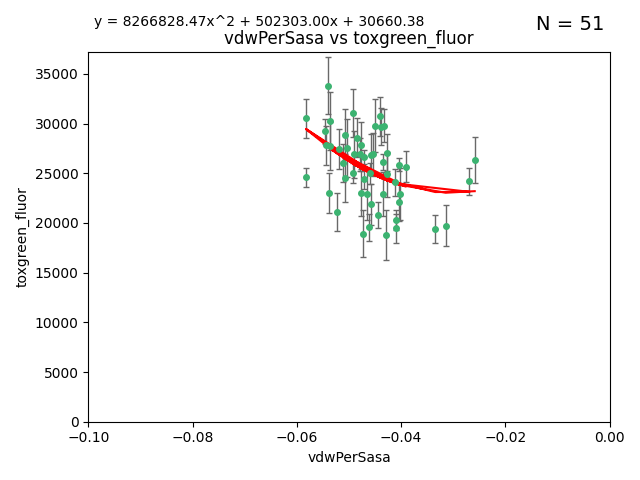 y = 8266828.47x^2 + 502303.00x + 30660.38
N = 51
vdwPerSasa vs toxgreen_fluor
35000
30000
25000
20000
15000
10000
5000
0
toxgreen_fluor
−0.10
−0.08
−0.06
−0.04
−0.02
0.00
vdwPerSasa